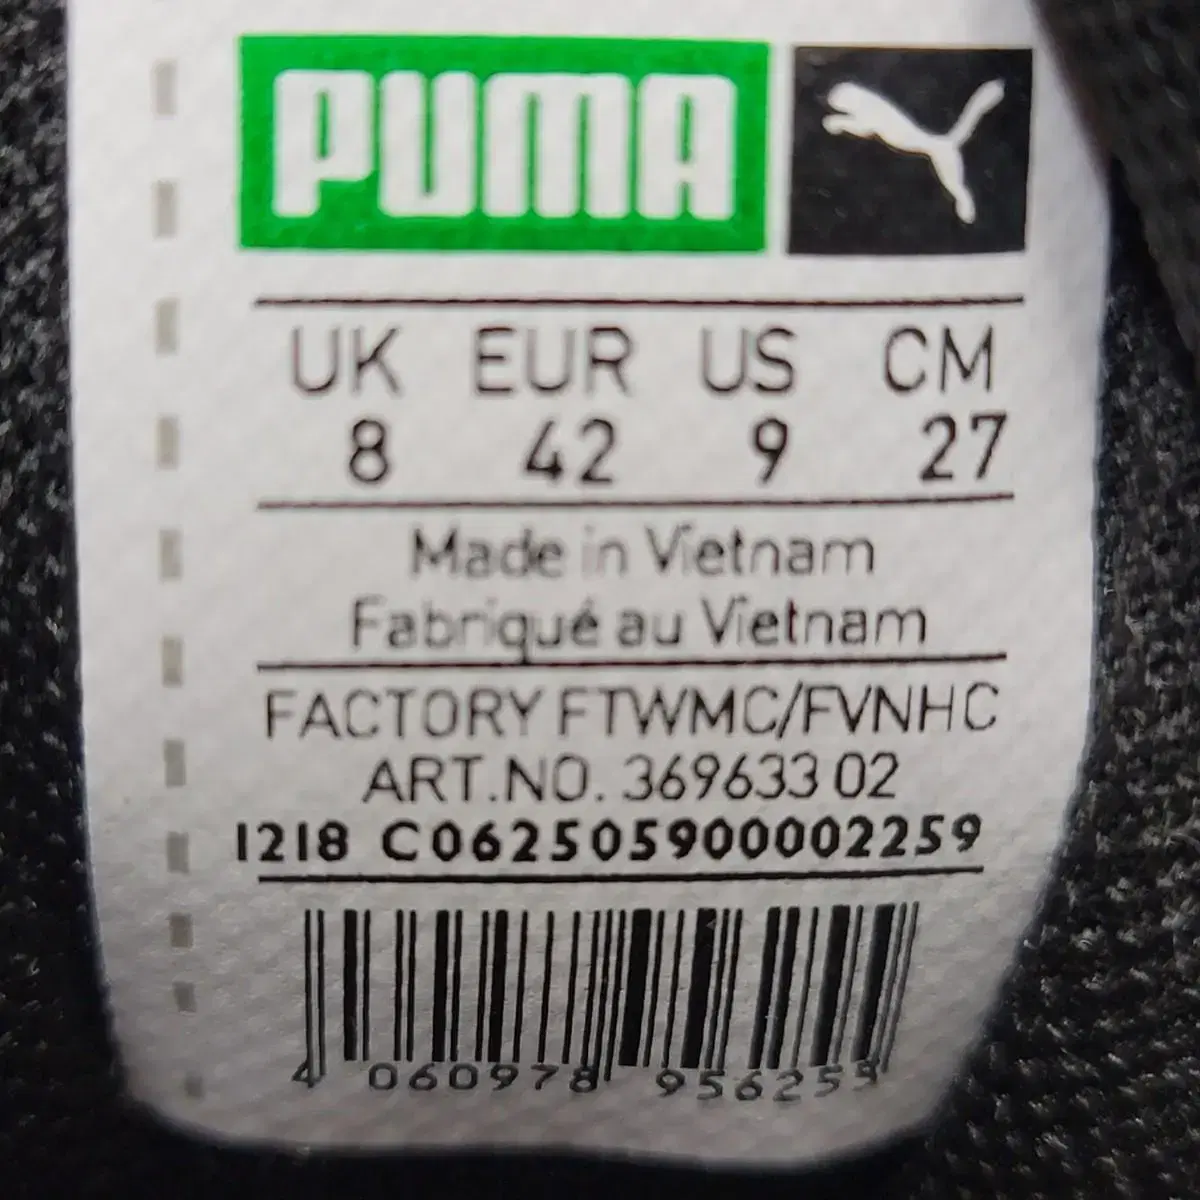 PUMA
UK EUR US CM
8 42 9 27
Made in Vietnam
Fabriqué au Vietnam
FACTORY FTWMC/FVNHC
ART.NO. 369633 02
1218 C062505900002259
4 060978 956253